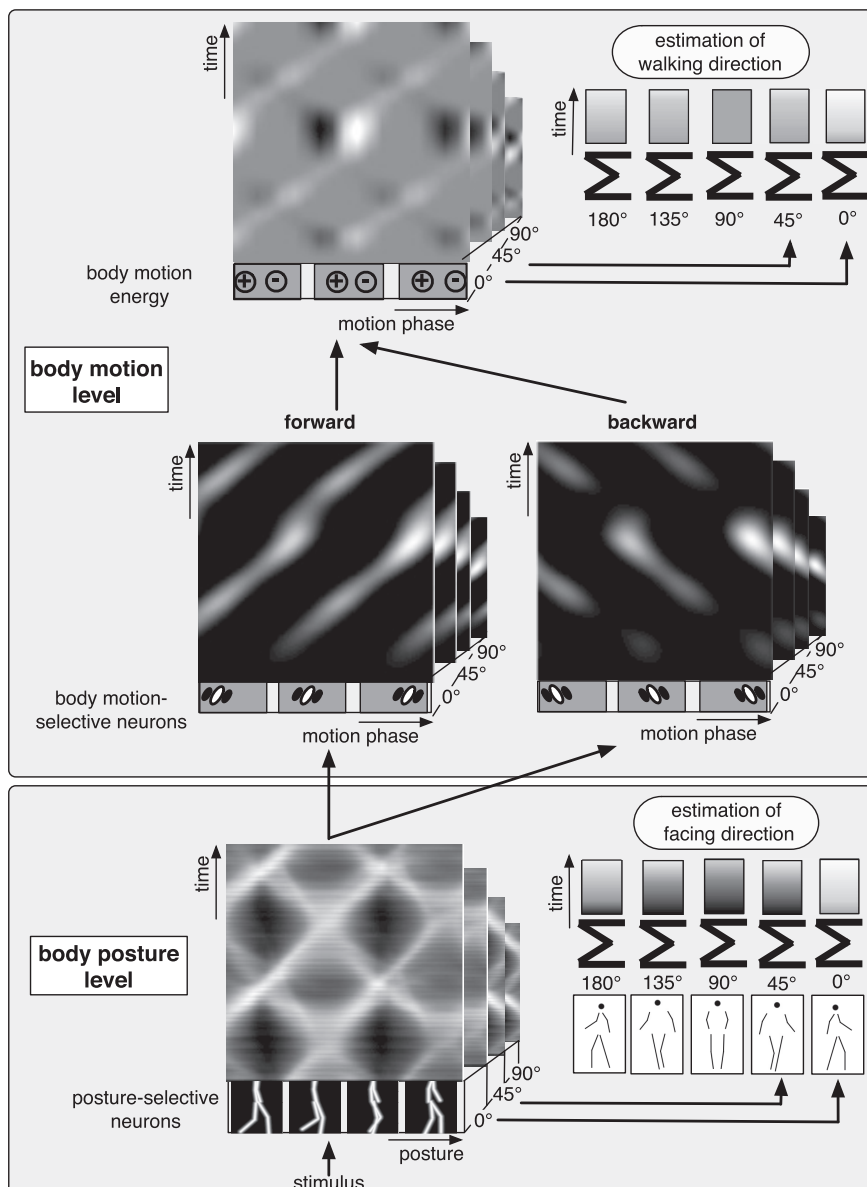 time
estimation of
walking direction
time
180° 135° 90° 45° 0°
90°
45°
0°
body motion
energy
motion phase
body motion
level
forward
backward
time
time
90°
45°
0°
90°
45°
0°
body motion-
selective neurons
motion phase
motion phase
estimation of
facing direction
time
time
body posture
level
180° 135° 90° 45° 0°
90°
45°
0°
posture-selective
neurons
posture
stimulus